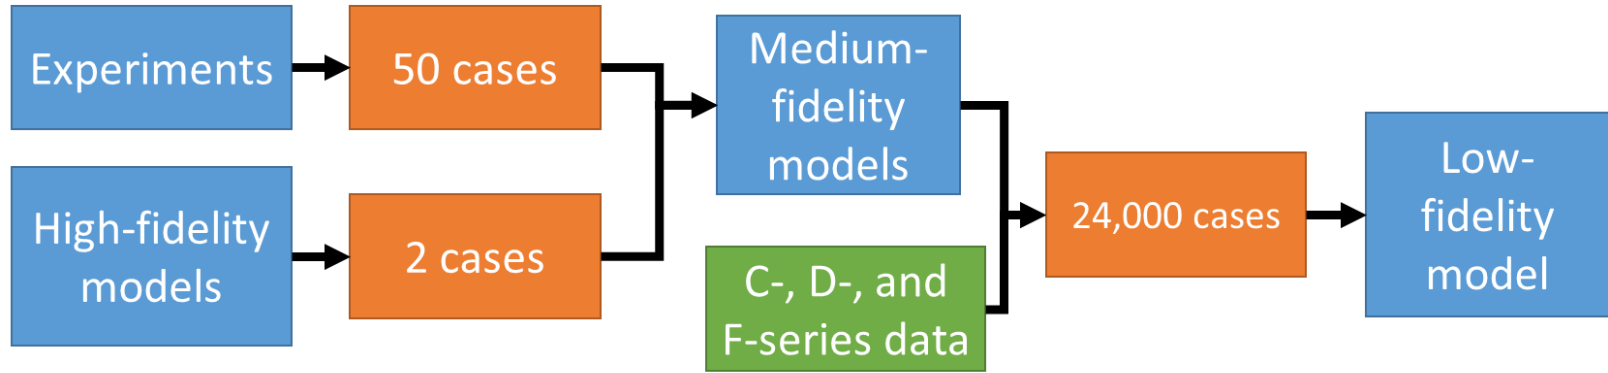 Experiments
50 cases
High-fidelity
models
2 cases
Medium-
fidelity
models
C-, D-, and
F-series data
24,000 cases
Low-
fidelity
model